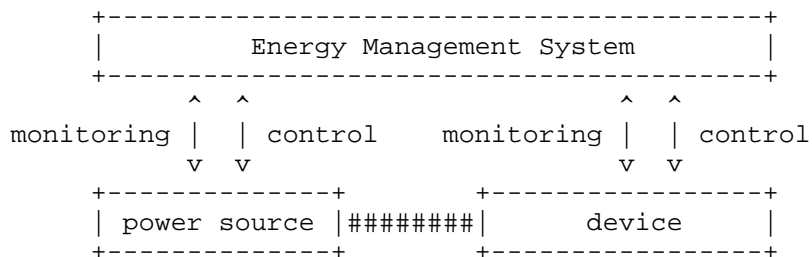 Energy Management System
monitoring control monitoring control
power source ######## device